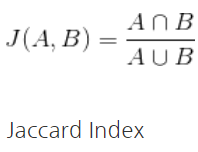 J(A, B) = A ∩ B / A ∪ B
Jaccard Index